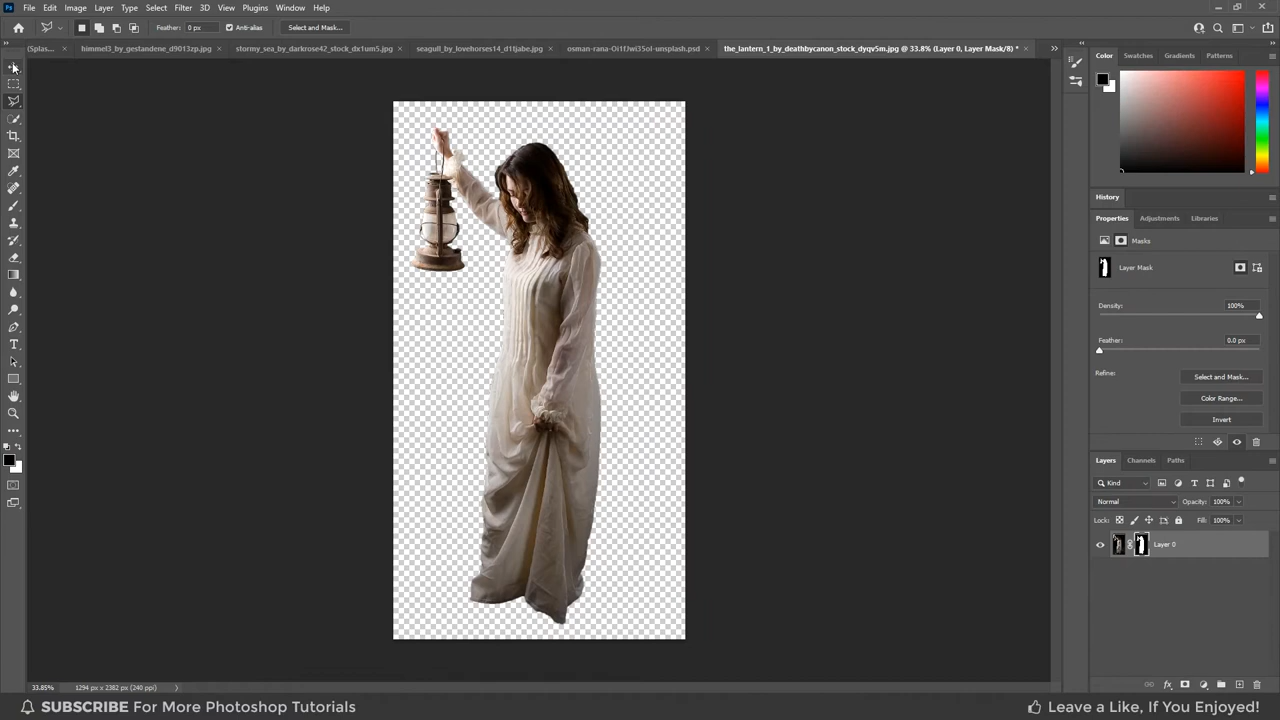 File Edit Image Layer Type Select Filter 3D View Plugins Window Help
Feather: 0 px Anti-alias Select and Mask...
(Splas... himmel3_by_gestandene_d9013zp.jpg stormy_sea_by_darkrose42_stock_dx1um5.jpg seagull_by_lovehorses14_d1fjabe.jpg osman-rana-Oi1fJwi35oI-unsplash.psd the_lantern_1_by_deathbycanon_stock_dyqv5m.jpg @ 33.8% (Layer 0, Layer Mask/8) *
Color Swatches Gradients Patterns
History
Properties Adjustments Libraries
Masks
Layer Mask
Density: 100%
Feather: 0.0 px
Refine: Select and Mask...
Color Range...
Invert
Layers Channels Paths
Kind
Normal Opacity: 100%
Lock: Fill: 100%
Layer 0
33.85% 1294 px x 2382 px (240 ppi)
SUBSCRIBE For More Photoshop Tutorials
Leave a Like, If You Enjoyed!